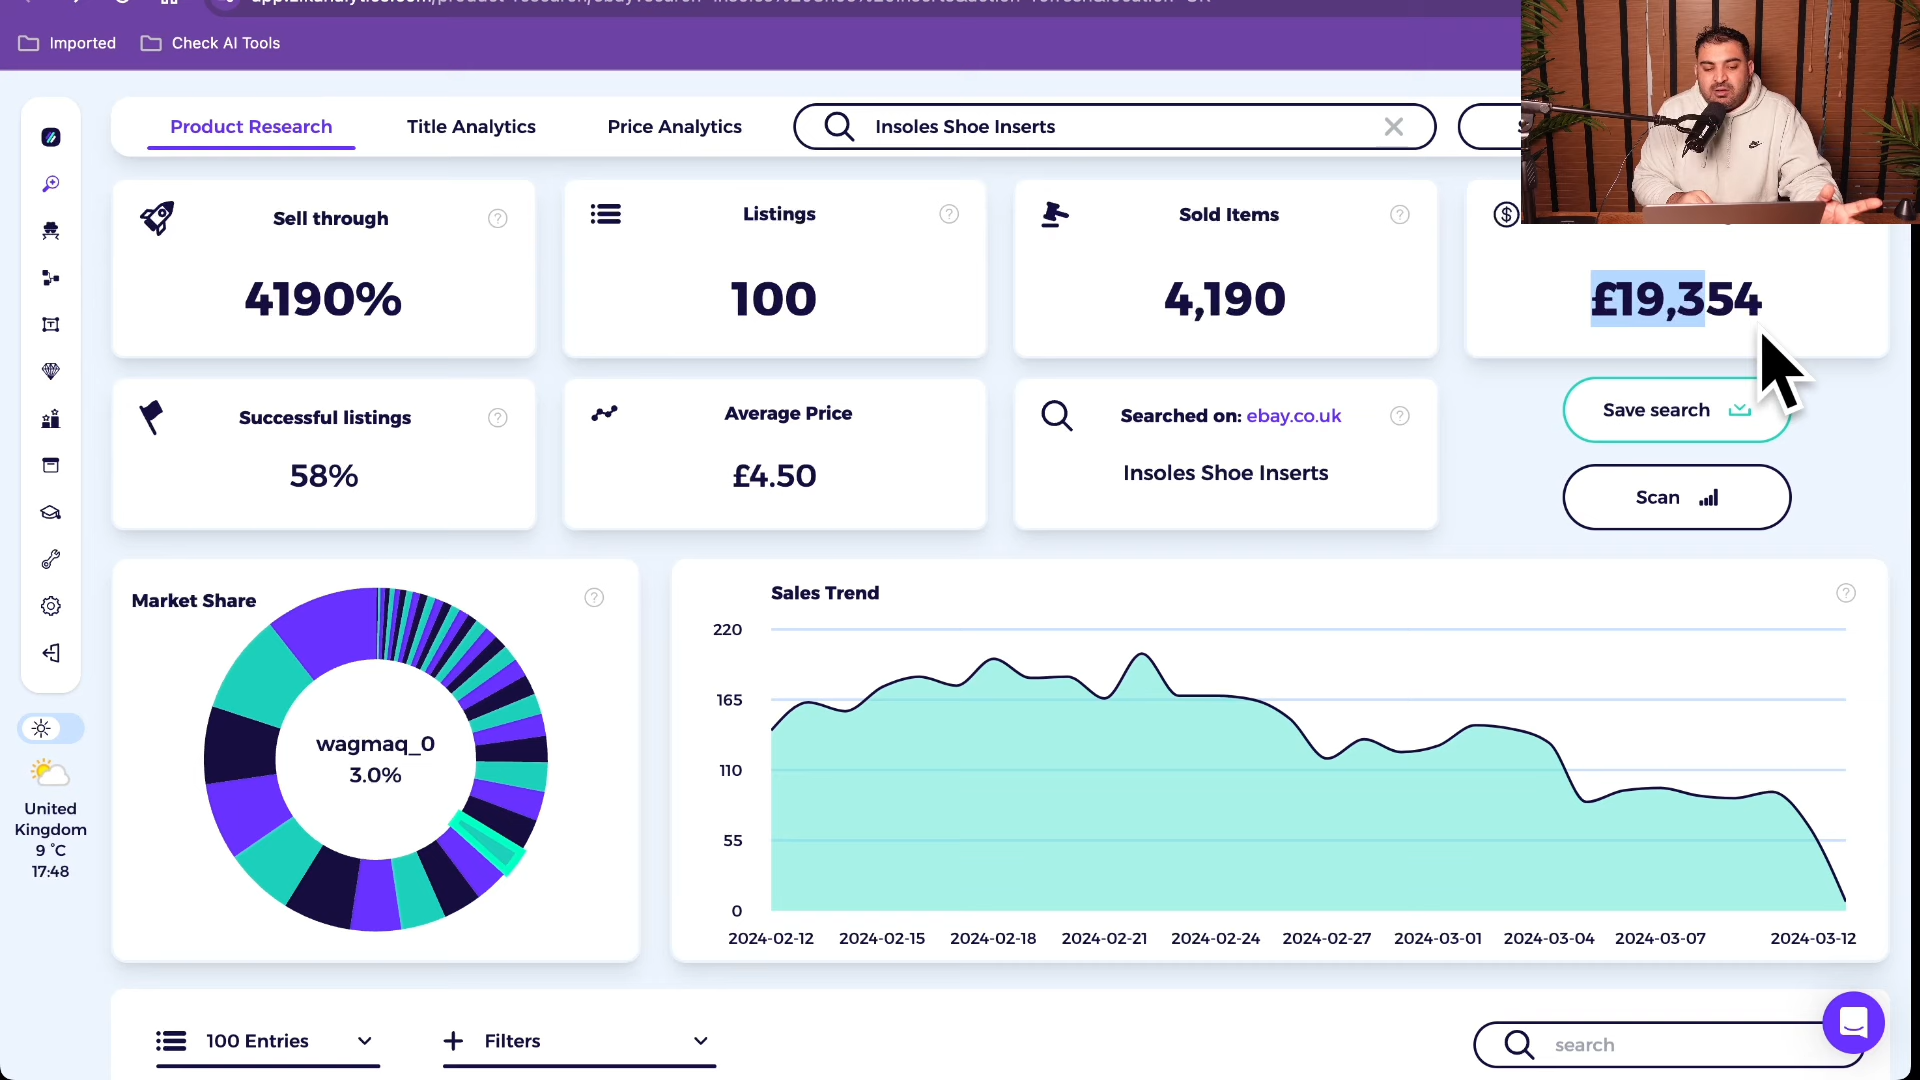 Imported
Check AI Tools
Product Research
Title Analytics
Price Analytics
Insoles Shoe Inserts
Sell through
4190%
Listings
100
Sold Items
4,190
£19,354
Successful listings
58%
Average Price
£4.50
Searched on: ebay.co.uk
Insoles Shoe Inserts
Save search
Scan
Market Share
wagmaq_0
3.0%
Sales Trend
220
165
110
55
0
2024-02-12
2024-02-15
2024-02-18
2024-02-21
2024-02-24
2024-02-27
2024-03-01
2024-03-04
2024-03-07
2024-03-12
United
Kingdom
9 °C
17:48
100 Entries
Filters
search